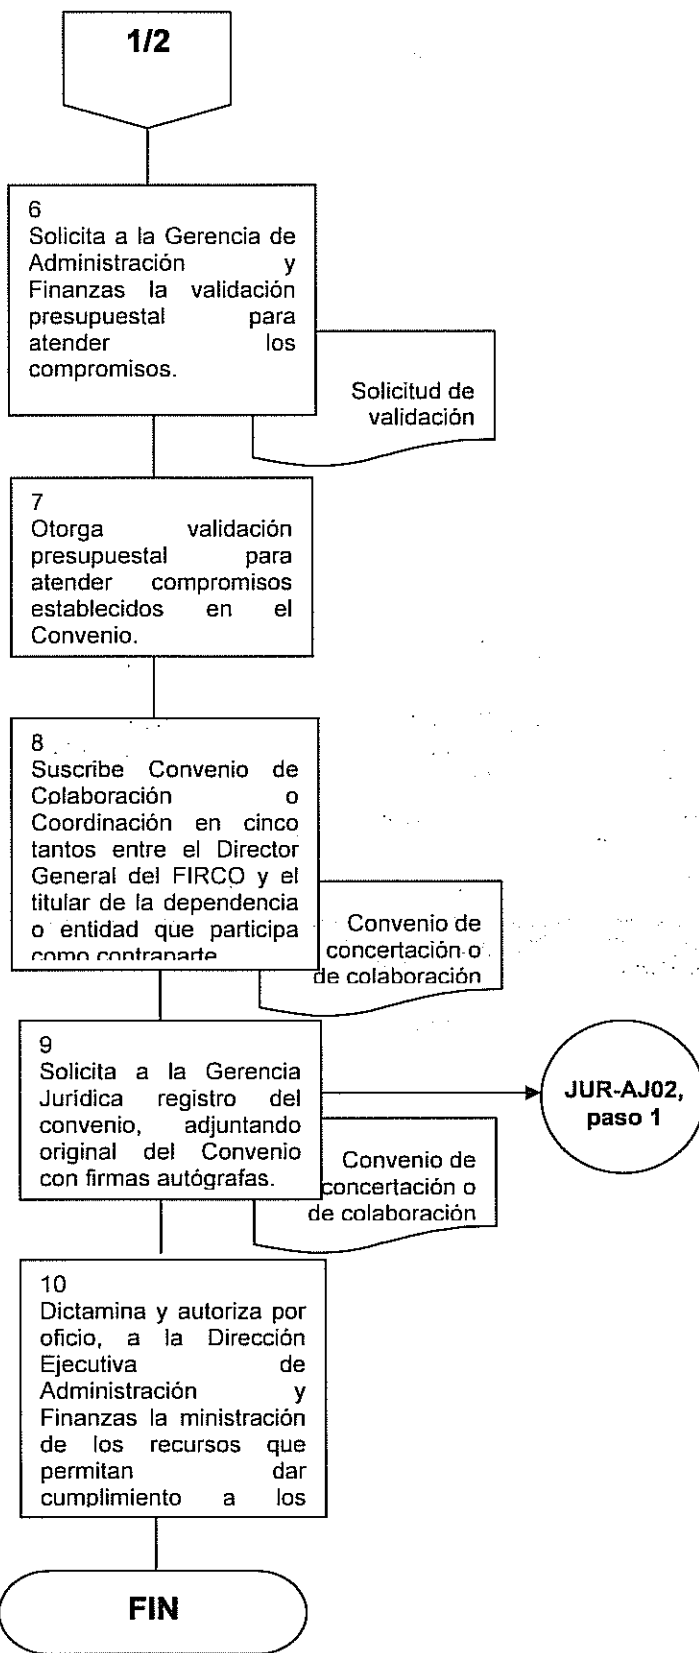 1/2
6
Solicita a la Gerencia de
Administración y
Finanzas la validación
presupuestal para
atender los
compromisos.
Solicitud de
validación
7
Otorga validación
presupuestal para
atender compromisos
establecidos en el
Convenio.
8
Suscribe Convenio de
Colaboración o
Coordinación en cinco
tantos entre el Director
General del FIRCO y el
titular de la dependencia
o entidad que participa
como contraparte
Convenio de
concertación o
de colaboración
9
Solicita a la Gerencia
Jurídica registro del
convenio, adjuntando
original del Convenio
con firmas autógrafas.
JUR-AJ02,
paso 1
Convenio de
concertación o
de colaboración
10
Dictamina y autoriza por
oficio, a la Dirección
Ejecutiva de
Administración y
Finanzas la ministración
de los recursos que
permitan dar
cumplimiento a los
FIN